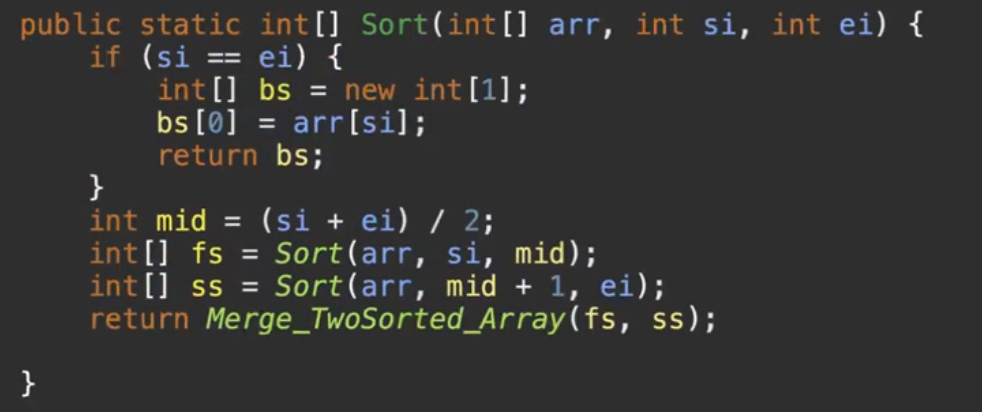 public static int[] Sort(int[] arr, int si, int ei) {
    if (si == ei) {
        int[] bs = new int[1];
        bs[0] = arr[si];
        return bs;
    }
    int mid = (si + ei) / 2;
    int[] fs = Sort(arr, si, mid);
    int[] ss = Sort(arr, mid + 1, ei);
    return Merge_TwoSorted_Array(fs, ss);
}